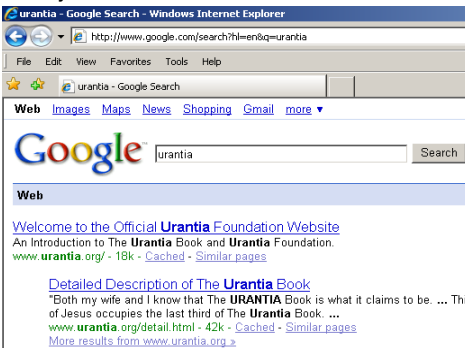 urantia - Google Search - Windows Internet Explorer
http://www.google.com/search?hl=en&q=urantia
File Edit View Favorites Tools Help
urantia - Google Search
Web Images Maps News Shopping Gmail more ▼
Google urantia Search
Web
Welcome to the Official Urantia Foundation Website
An Introduction to The Urantia Book and Urantia Foundation.
www.urantia.org/ - 18k - Cached - Similar pages
Detailed Description of The Urantia Book
"Both my wife and I know that The URANTIA Book is what it claims to be. ...
of Jesus occupies the last third of The Urantia Book. ...
www.urantia.org/detail.html - 42k - Cached - Similar pages
More results from www.urantia.org »